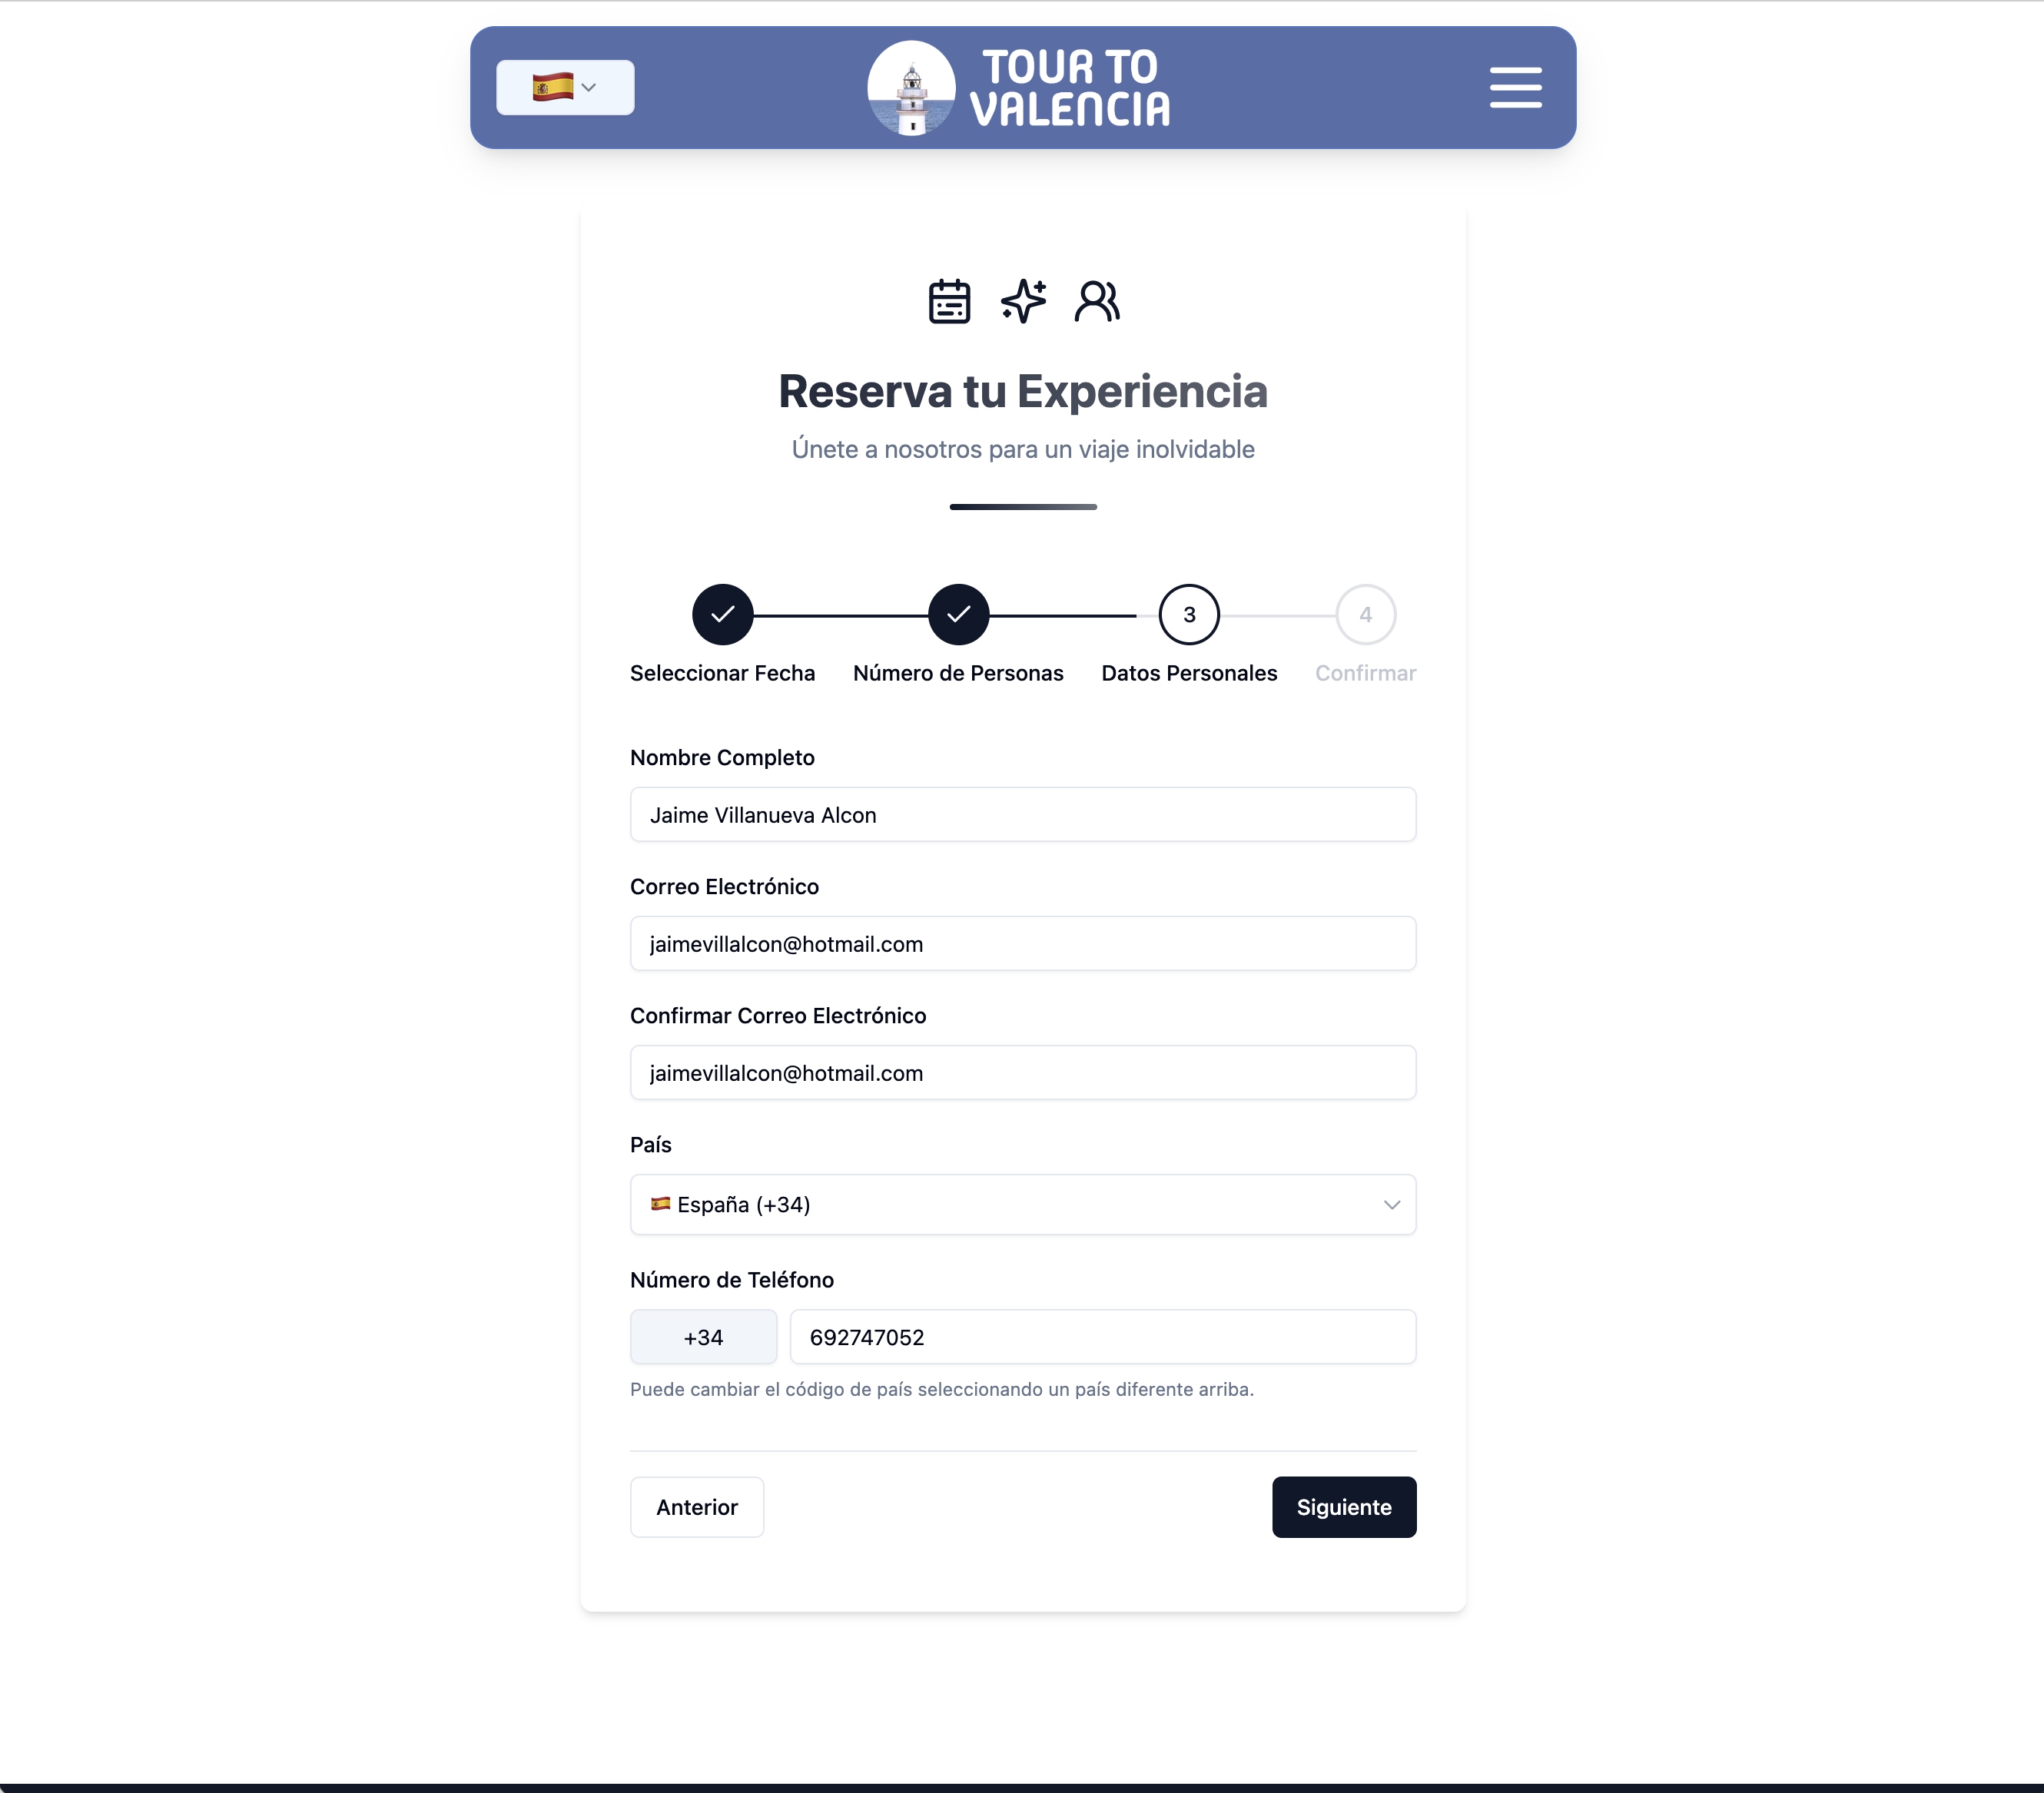 TOUR TO
VALENCIA
Reserva tu Experiencia
Únete a nosotros para un viaje inolvidable
3
4
Seleccionar Fecha
Número de Personas
Datos Personales
Confirmar
Nombre Completo
Jaime Villanueva Alcon
Correo Electrónico
jaimevillalcon@hotmail.com
Confirmar Correo Electrónico
jaimevillalcon@hotmail.com
País
España (+34)
Número de Teléfono
+34
692747052
Puede cambiar el código de país seleccionando un país diferente arriba.
Anterior
Siguiente